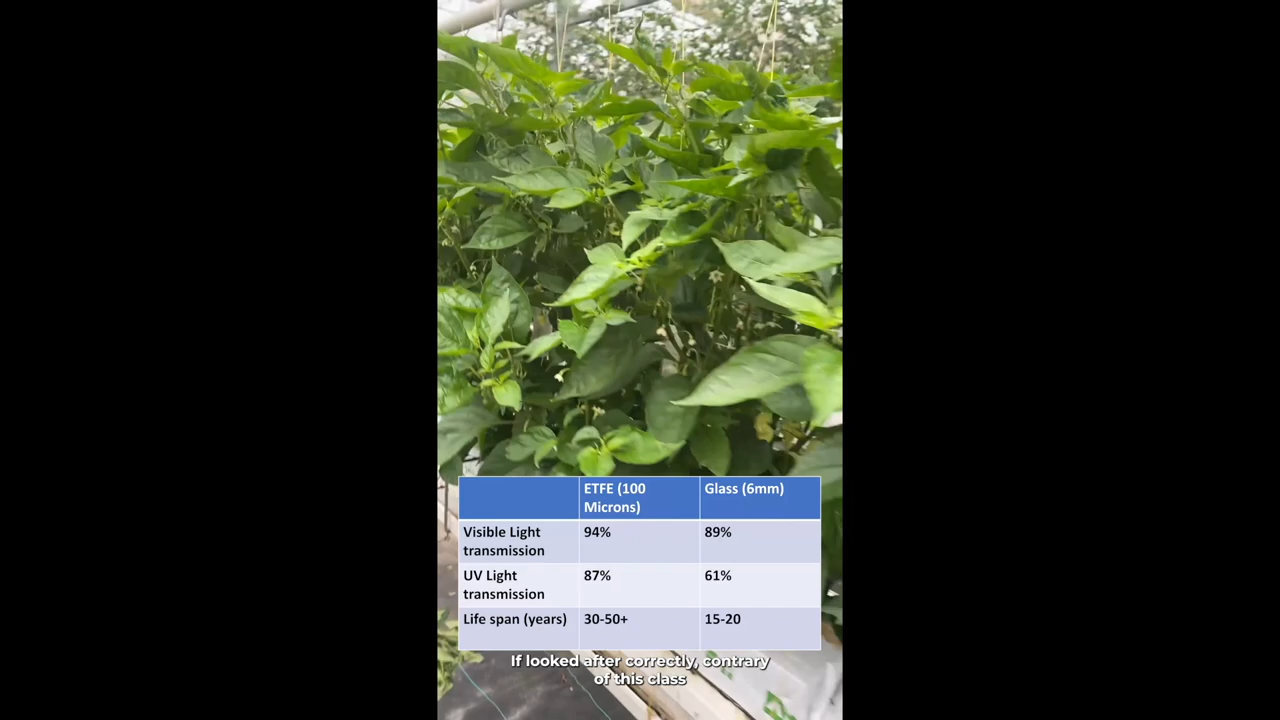 ETFE (100 Microns) Glass (6mm)
Visible Light transmission 94% 89%
UV Light transmission 87% 61%
Life span (years) 30-50+ 15-20
If looked after correctly, contrary
of this class